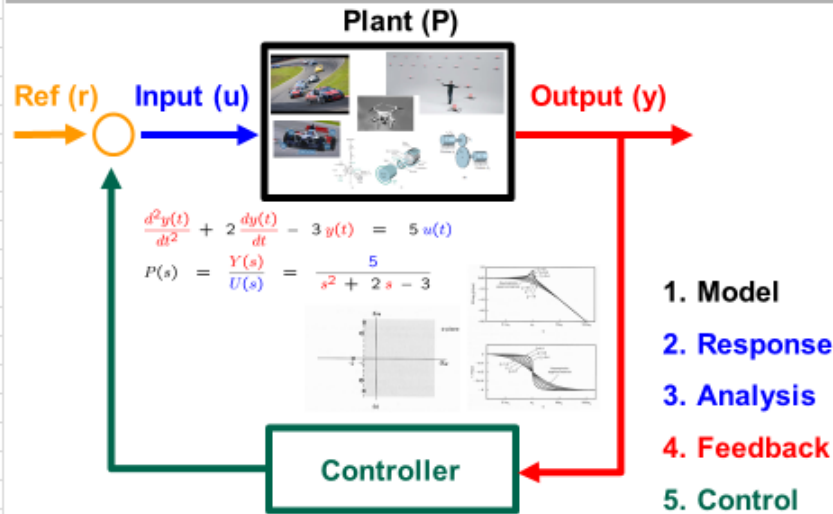 Plant (P)
Ref (r)
Input (u)
Output (y)
d²y(t)/dt² + 2 dy(t)/dt − 3 y(t) = 5 u(t)
P(s) = Y(s)/U(s) = 5/(s² + 2 s − 3)
1. Model
2. Response
3. Analysis
4. Feedback
5. Control
Controller